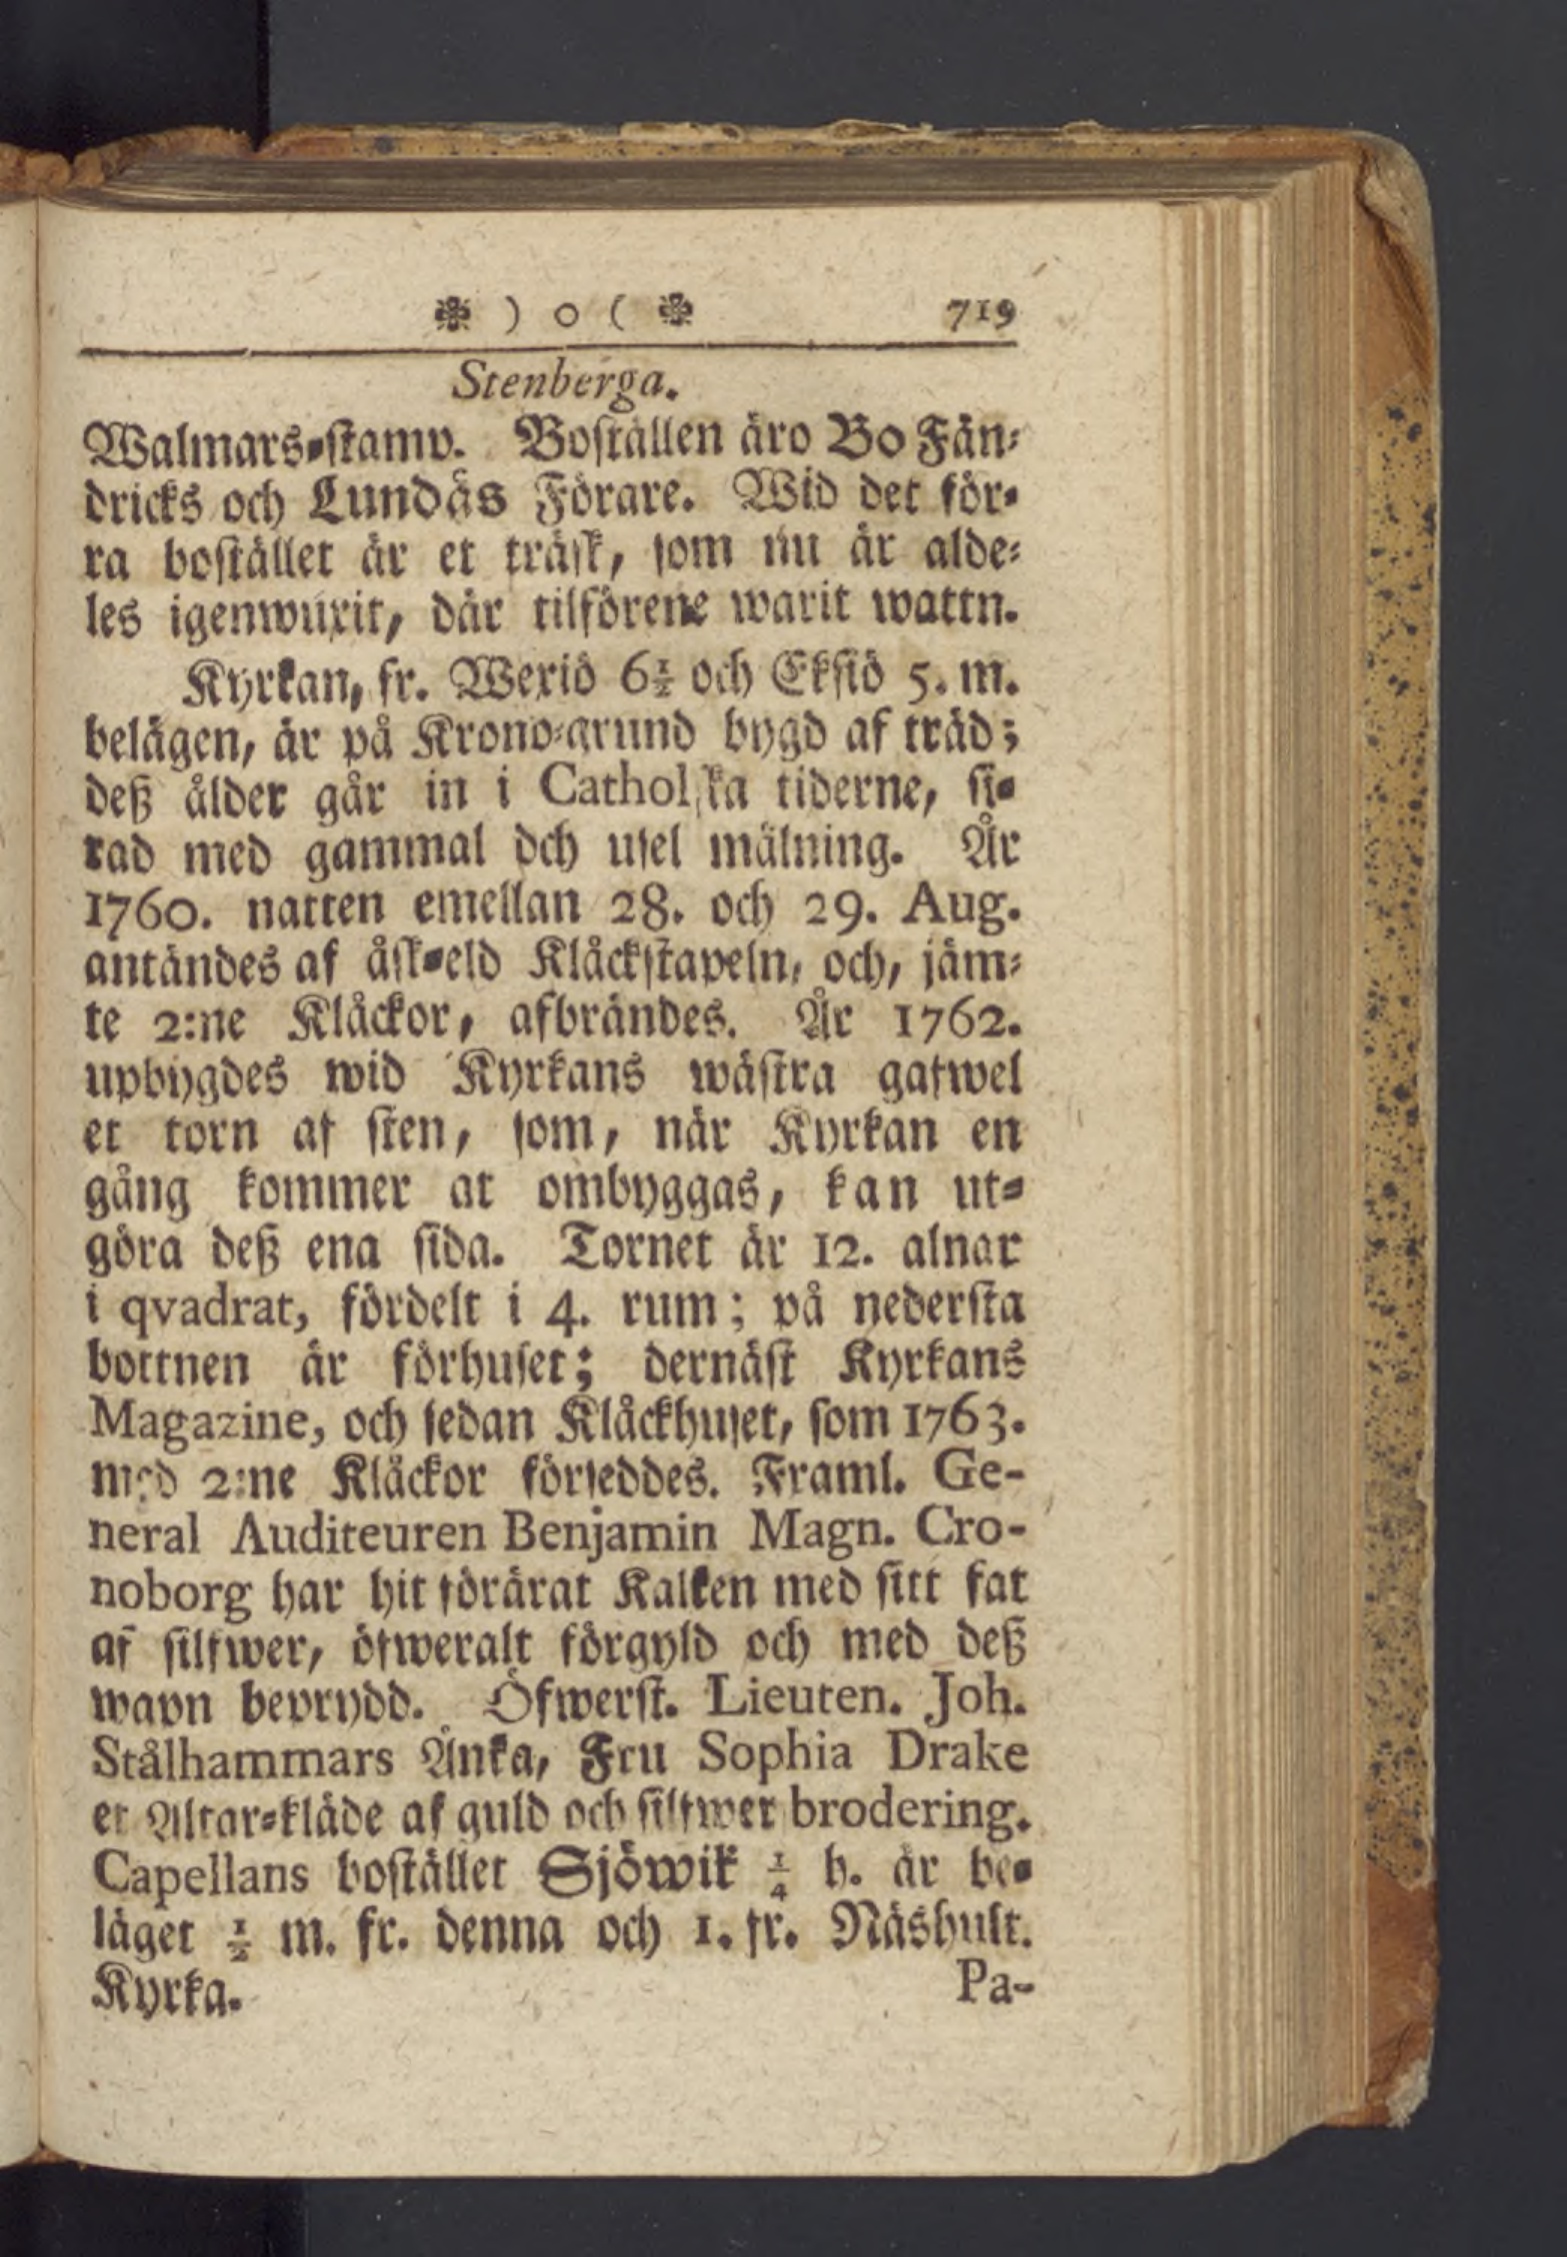 ❉ ) o ( ❉ 719
Stenberga.
Walmars-stamp. Boställen äro Bo Fän-
dricks och Lundås Förare. Wid det för-
ra bostället är et träsk, som nu är alde-
les igenwuxit, där tilförene warit wattn.
Kyrkan, fr. Wexiö 6½ och Eksiö 5. m.
belägen, är på Krono-grund bygd af träd;
deß ålder går in i Cathol ska tiderne, si-
rad med gammal och usel målning. År
1760. natten emellan 28. och 29. Aug.
antändes af åsk-eld Klåckstapeln, och, jäm-
te 2:ne Klåckor, afbrändes. År 1762.
upbygdes wid Kyrkans wästra gafwel
et torn af sten, som, när Kyrkan en
gång kommer at ombyggas, kan ut-
göra deß ena sida. Tornet är 12. alnar
i qvadrat, fördelt i 4. rum; på nedersta
bottnen är förhuset; dernäst Kyrkans
Magazine, och sedan Klåckhuset, som 1763.
med 2:ne Klåckor förseddes. Framl. Ge-
neral Auditeuren Benjamin Magn. Cro-
noborg har hit förärat Kalken med sitt fat
af silfwer, öfweralt förgyld och med deß
wapn beprydd. Öfwerst. Lieuten. Joh.
Stålhammars Änka, Fru Sophia Drake
et Altar-kläde af guld och silfwer brodering.
Capellans bostället Sjöwik ¼ h. är be-
läget ½ m. fr. denna och 1. fr. Näshult.
Kyrka. Pa-